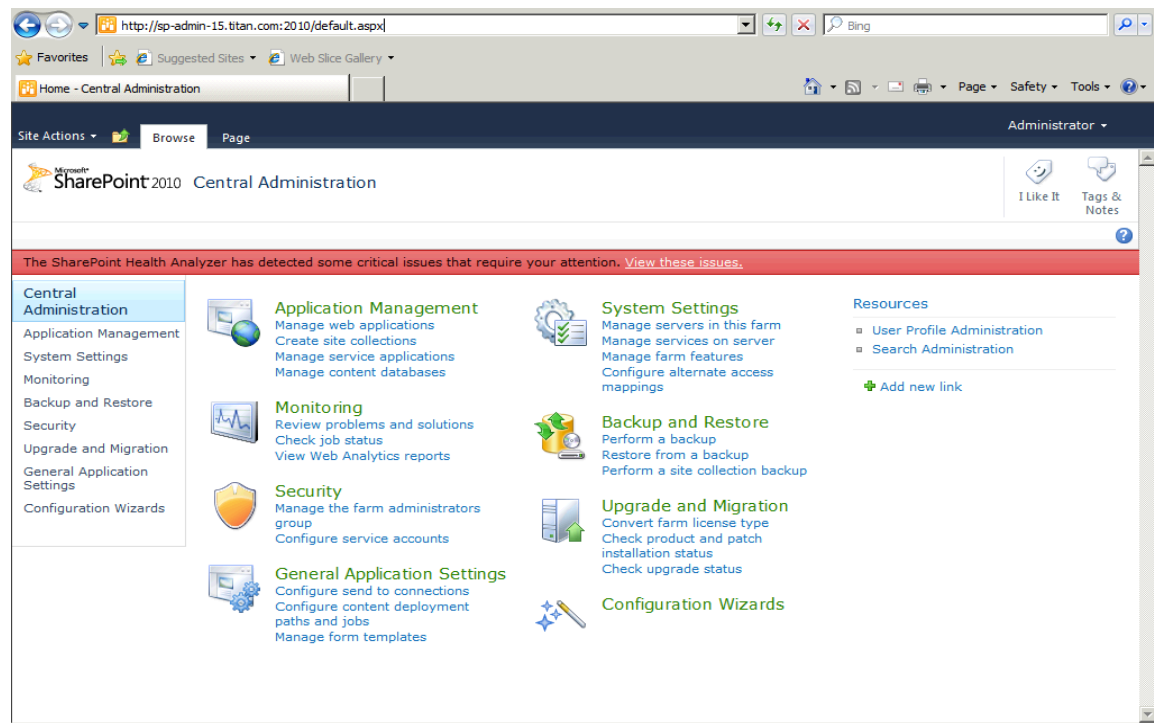 http://sp-admin-15.titan.com:2010/default.aspx
Bing
Favorites
Suggested Sites
Web Slice Gallery
Home - Central Administration
Page
Safety
Tools
Site Actions
Browse
Page
Administrator
Microsoft
SharePoint 2010
Central Administration
I Like It
Tags &
Notes
The SharePoint Health Analyzer has detected some critical issues that require your attention. View these issues.
Central
Administration
Application Management
System Settings
Monitoring
Backup and Restore
Security
Upgrade and Migration
General Application
Settings
Configuration Wizards
Application Management
Manage web applications
Create site collections
Manage service applications
Manage content databases
Monitoring
Review problems and solutions
Check job status
View Web Analytics reports
Security
Manage the farm administrators
group
Configure service accounts
General Application Settings
Configure send to connections
Configure content deployment
paths and jobs
Manage form templates
System Settings
Manage servers in this farm
Manage services on server
Manage farm features
Configure alternate access
mappings
Backup and Restore
Perform a backup
Restore from a backup
Perform a site collection backup
Upgrade and Migration
Convert farm license type
Check product and patch
installation status
Check upgrade status
Configuration Wizards
Resources
User Profile Administration
Search Administration
Add new link